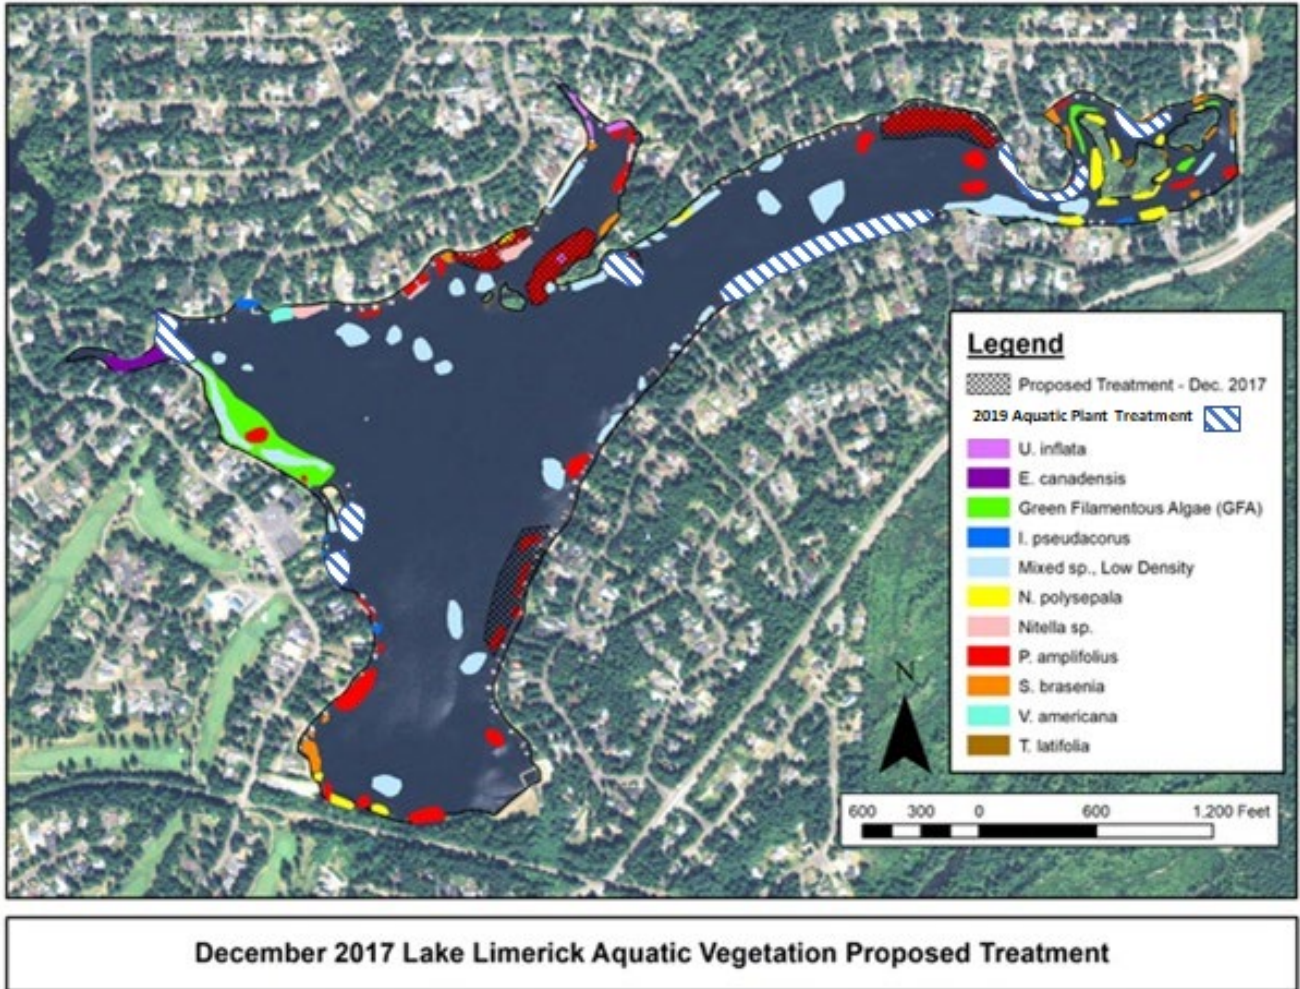 Legend
Proposed Treatment - Dec. 2017
2019 Aquatic Plant Treatment
U. inflata
E. canadensis
Green Filamentous Algae (GFA)
I. pseudacorus
Mixed sp., Low Density
N. polysepala
Nitella sp.
P. amplifolius
S. brasenia
V. americana
T. latifolia
N
600 300 0 600 1,200 Feet
December 2017 Lake Limerick Aquatic Vegetation Proposed Treatment